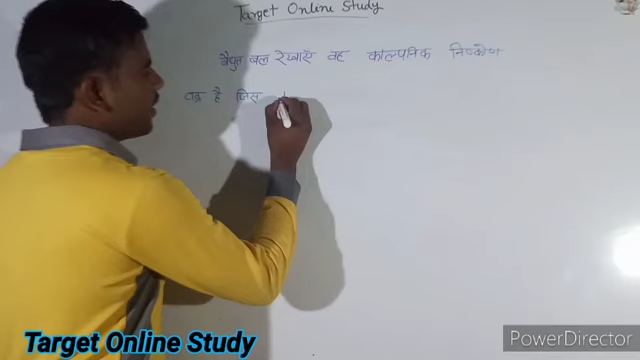 Target Online Study
वैधुत बल रेखाऐ वह काल्पनिक निष्कोण
वक्र है जिस
Target Online Study
PowerDirector